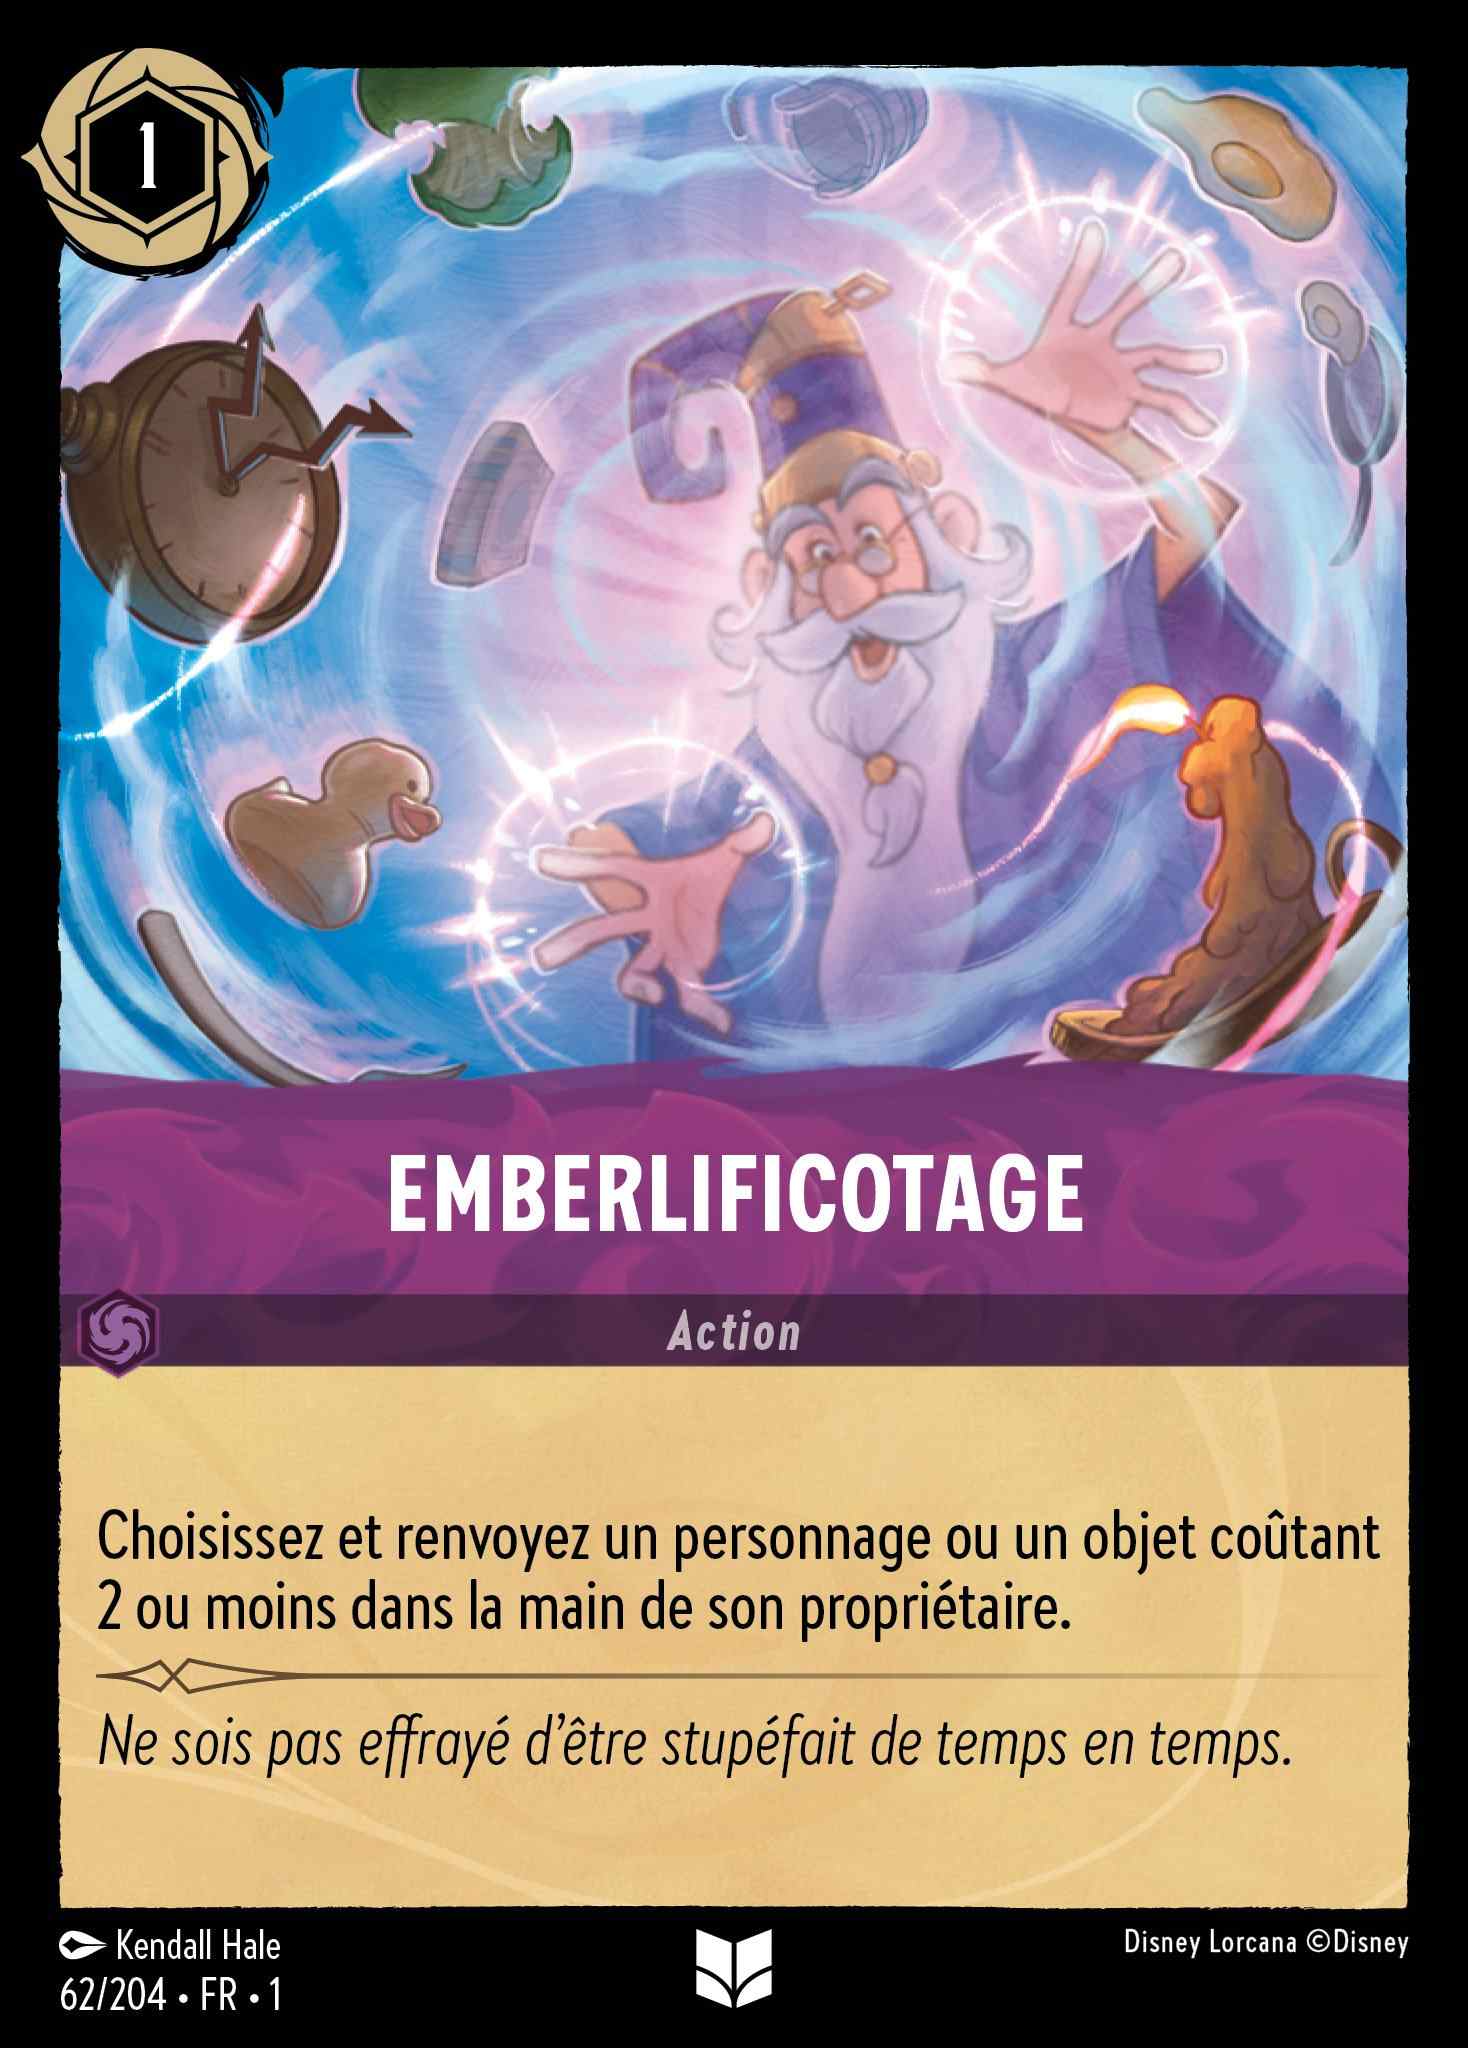 1
EMBERLIFICOTAGE
Action
Choisissez et renvoyez un personnage ou un objet coûtant
2 ou moins dans la main de son propriétaire.
Ne sois pas effrayé d’être stupéfait de temps en temps.
Kendall Hale
Disney Lorcana ©Disney
62/204 • FR • 1